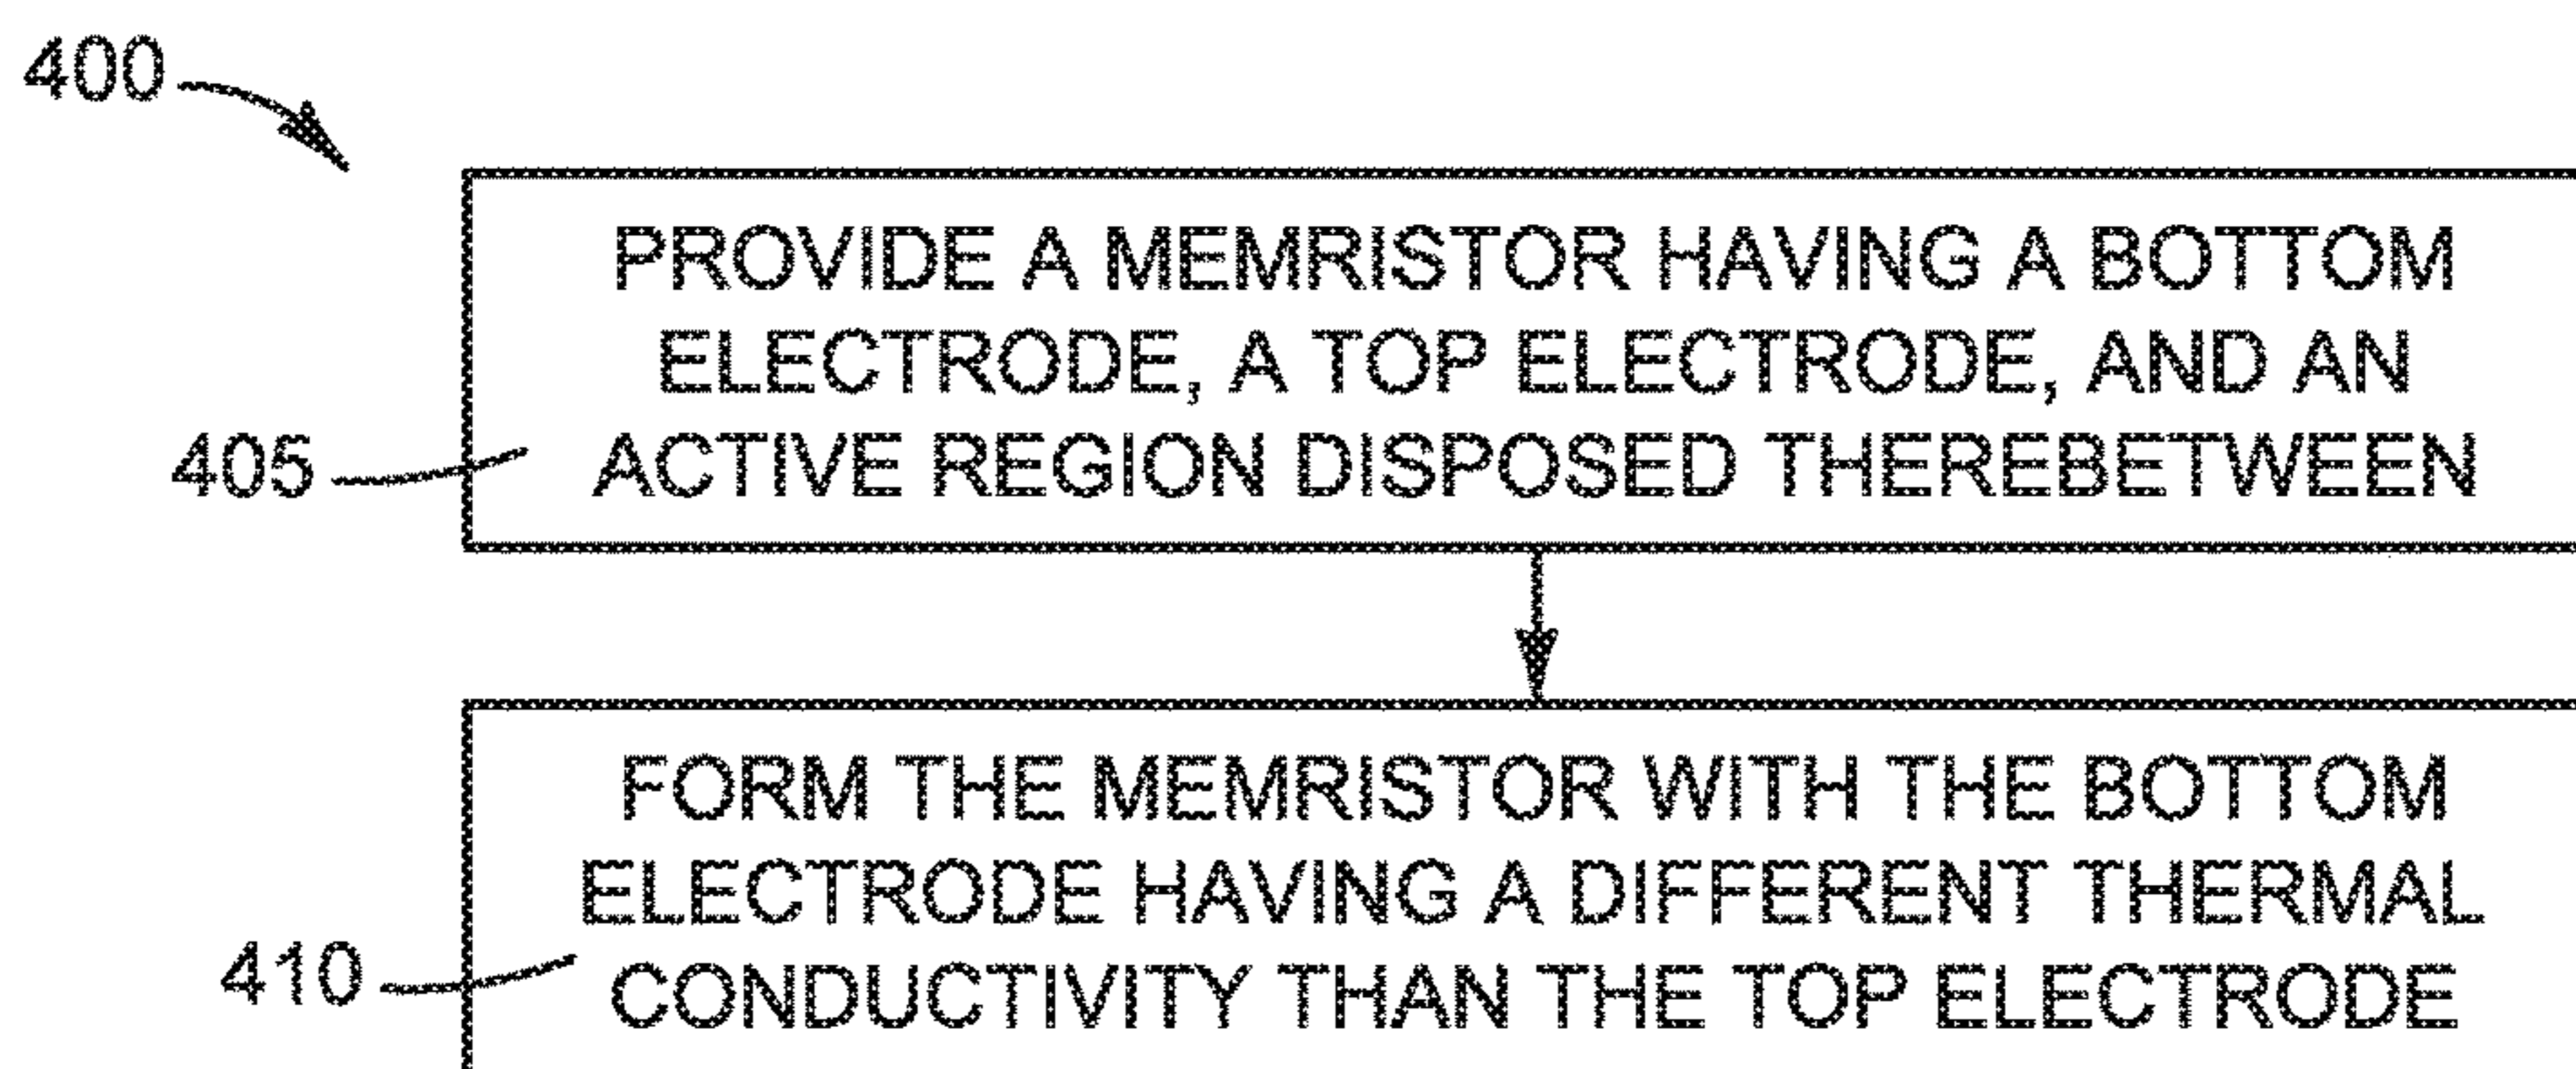 400
PROVIDE A MEMRISTOR HAVING A BOTTOM
ELECTRODE, A TOP ELECTRODE, AND AN
ACTIVE REGION DISPOSED THEREBETWEEN
405
FORM THE MEMRISTOR WITH THE BOTTOM
ELECTRODE HAVING A DIFFERENT THERMAL
CONDUCTIVITY THAN THE TOP ELECTRODE
410